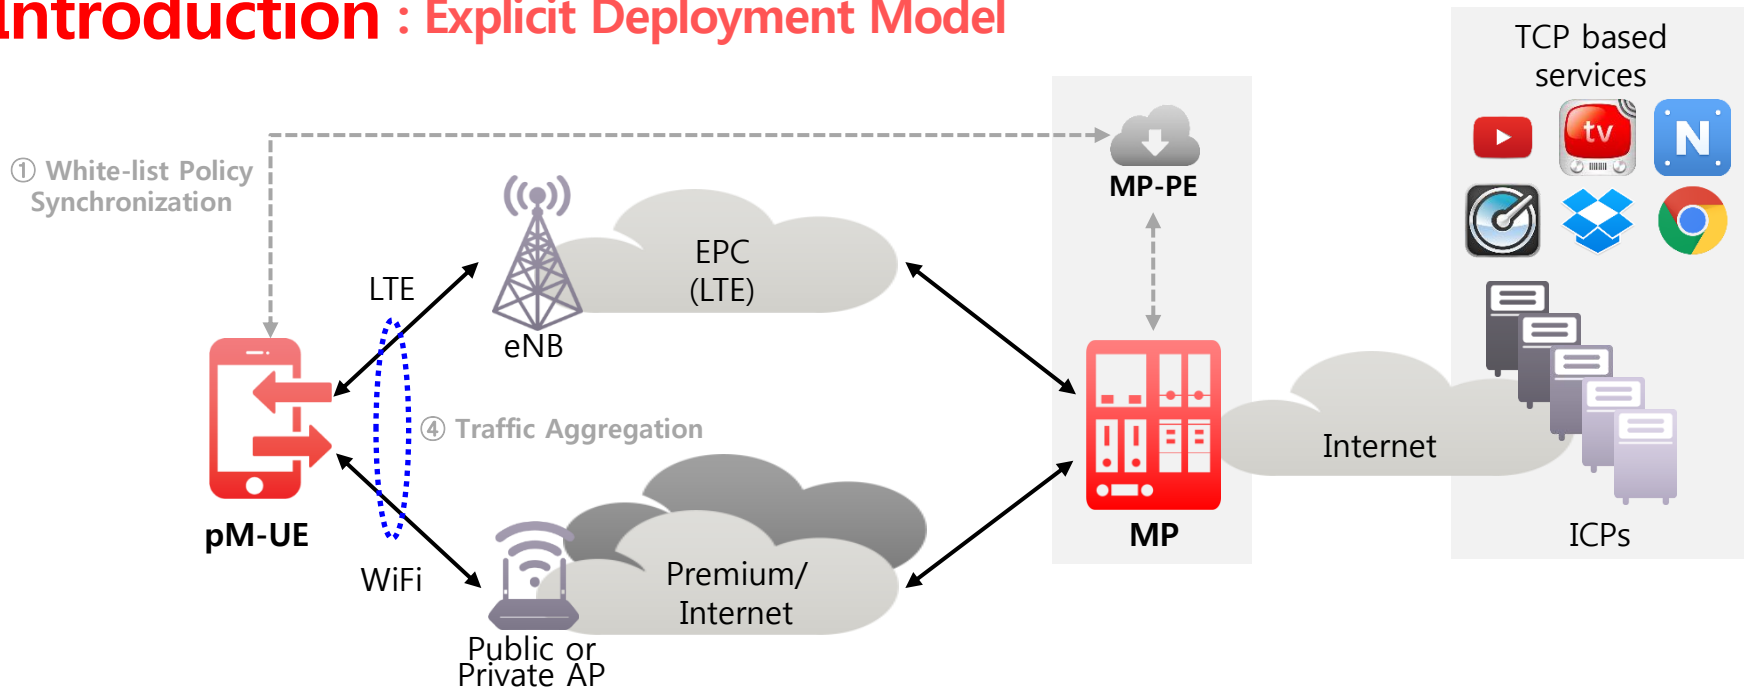 Introduction : Explicit Deployment Model
TCP based
services
tv
N
① White-list Policy
Synchronization
MP-PE
EPC
(LTE)
LTE
eNB
④ Traffic Aggregation
Internet
pM-UE
MP
ICPs
WiFi
Premium/
Internet
Public or
Private AP